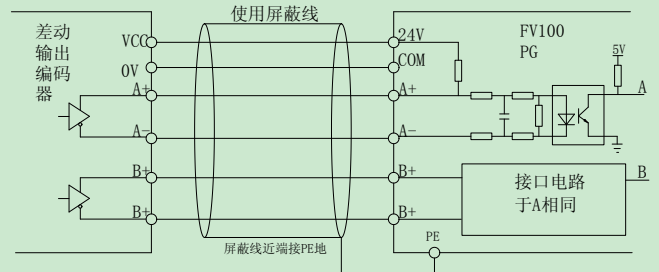 使用屏蔽线
差动
输出
编码
器
VCC
0V
A+
A-
B+
B+
24V
COM
A+
A-
B+
B+
FV100
PG
5V
A
接口电路
于A相同
B
屏蔽线近端接PE地
PE